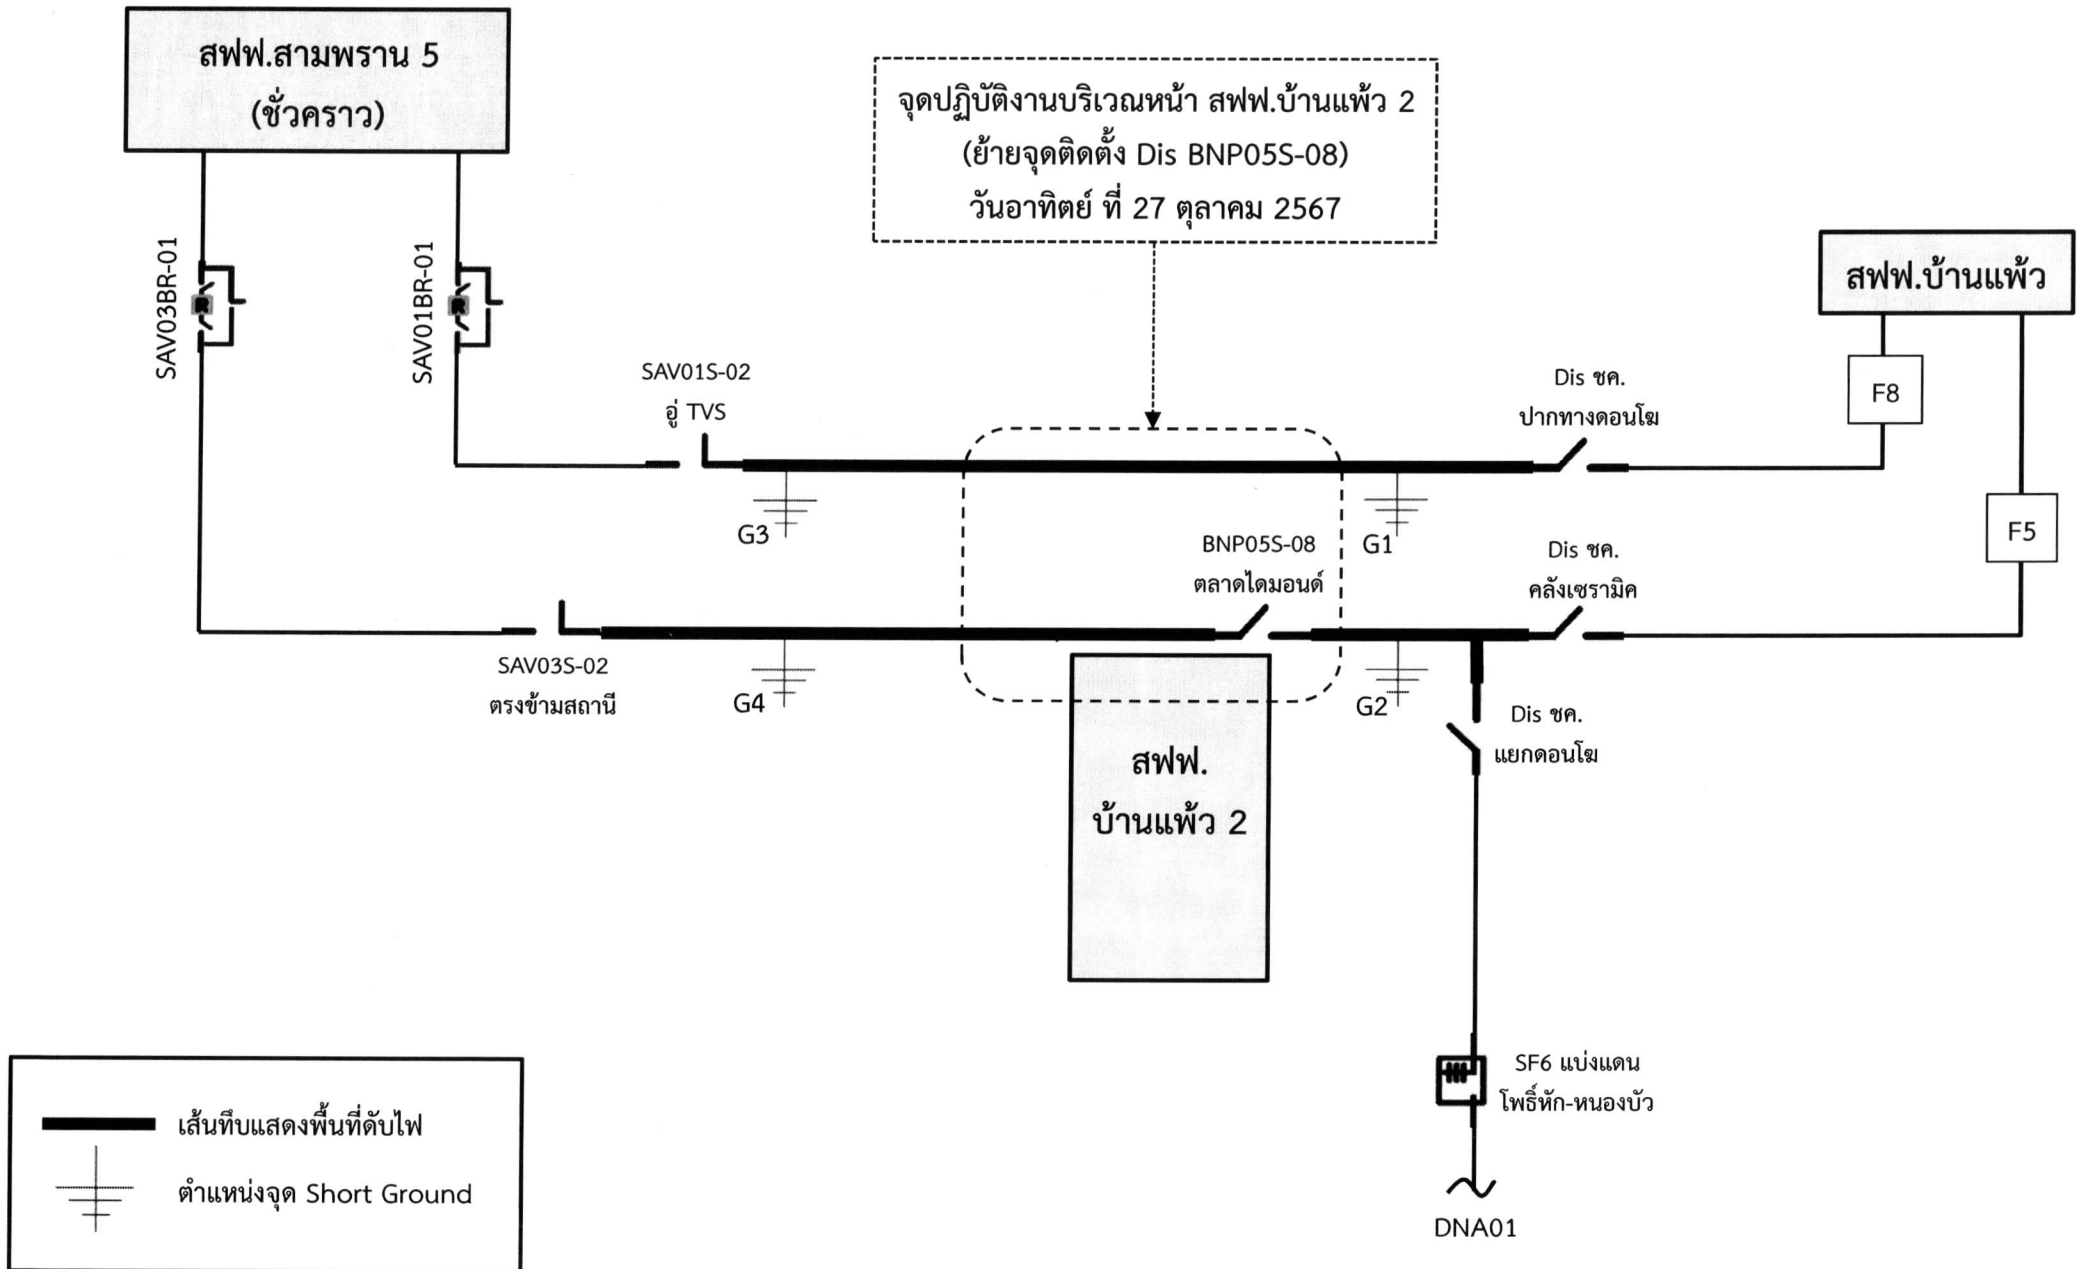 สฟฟ.สามพราน 5
(ชั่วคราว)
จุดปฏิบัติงานบริเวณหน้า สฟฟ.บ้านแพ้ว 2
(ย้ายจุดติดตั้ง Dis BNP05S-08)
วันอาทิตย์ ที่ 27 ตุลาคม 2567
สฟฟ.บ้านแพ้ว
SAV03BR-01
R
SAV01BR-01
R
SAV01S-02
อู่ TVS
Dis ชค.
ปากทางดอนโฆ
F8
F5
G3
G1
BNP05S-08
ตลาดไดมอนด์
Dis ชค.
คลังเซรามิค
SAV03S-02
ตรงข้ามสถานี
G4
G2
Dis ชค.
แยกดอนโฆ
สฟฟ.
บ้านแพ้ว 2
SF6 แบ่งแดน
โพธิ์หัก-หนองบัว
DNA01
เส้นทึบแสดงพื้นที่ดับไฟ
ตำแหน่งจุด Short Ground